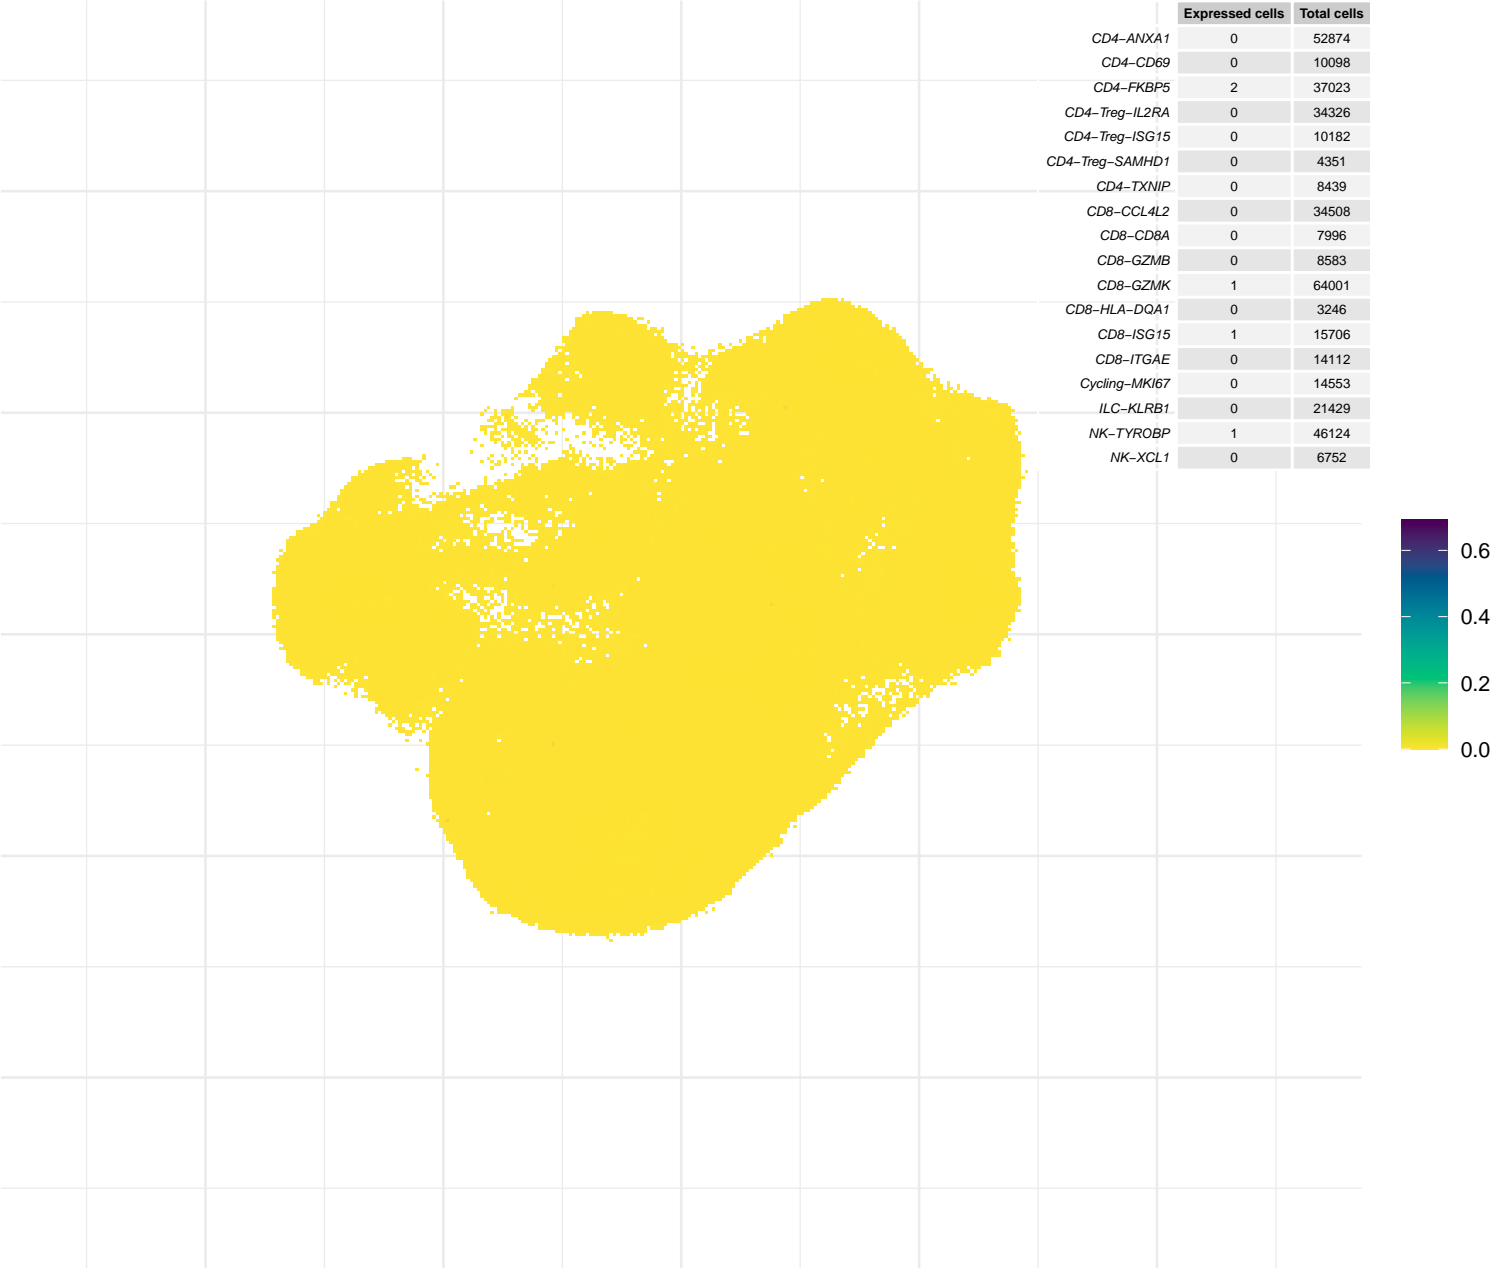 Expressed cells Total cells
CD4−ANXA1 0 52874
CD4−CD69 0 10098
CD4−FKBP5 2 37023
CD4−Treg−IL2RA 0 34326
CD4−Treg−ISG15 0 10182
CD4−Treg−SAMHD1 0 4351
CD4−TXNIP 0 8439
CD8−CCL4L2 0 34508
CD8−CD8A 0 7996
CD8−GZMB 0 8583
CD8−GZMK 1 64001
CD8−HLA−DQA1 0 3246
CD8−ISG15 1 15706
CD8−ITGAE 0 14112
Cycling−MKI67 0 14553
ILC−KLRB1 0 21429
NK−TYROBP 1 46124
NK−XCL1 0 6752
0.6
0.4
0.2
0.0